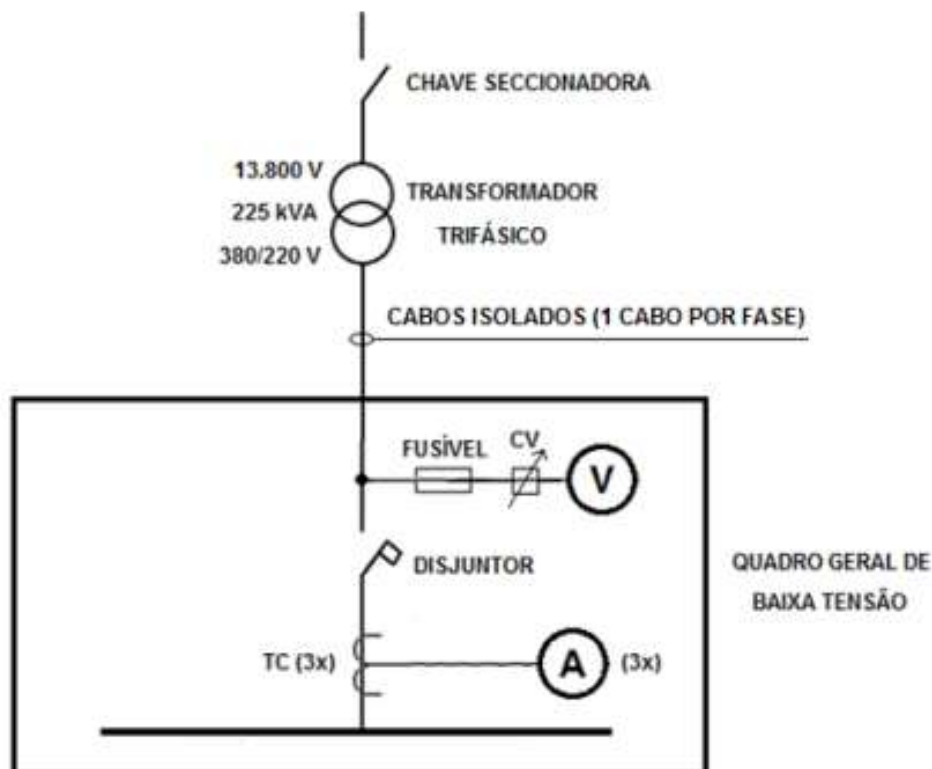 CHAVE SECCIONADORA
13.800 V
225 kVA
380/220 V
TRANSFORMADOR
TRIFÁSICO
CABOS ISOLADOS (1 CABO POR FASE)
FUSÍVEL
CV
V
DISJUNTOR
QUADRO GERAL DE
BAIXA TENSÃO
TC (3x)
A
(3x)